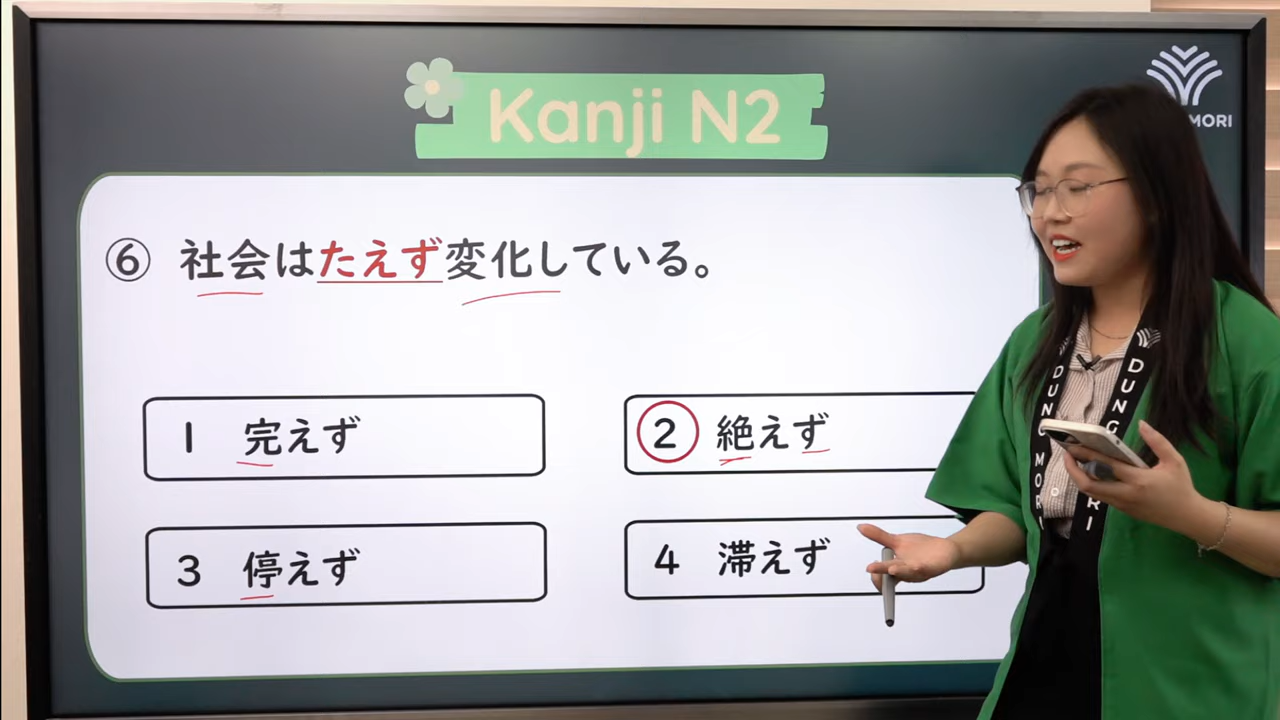 Kanji N2
MORI
⑥ 社会はたえず変化している。
1 完えず
2 絶えず
3 停えず
4 滞えず
DUNG MORI
DUNG
RI